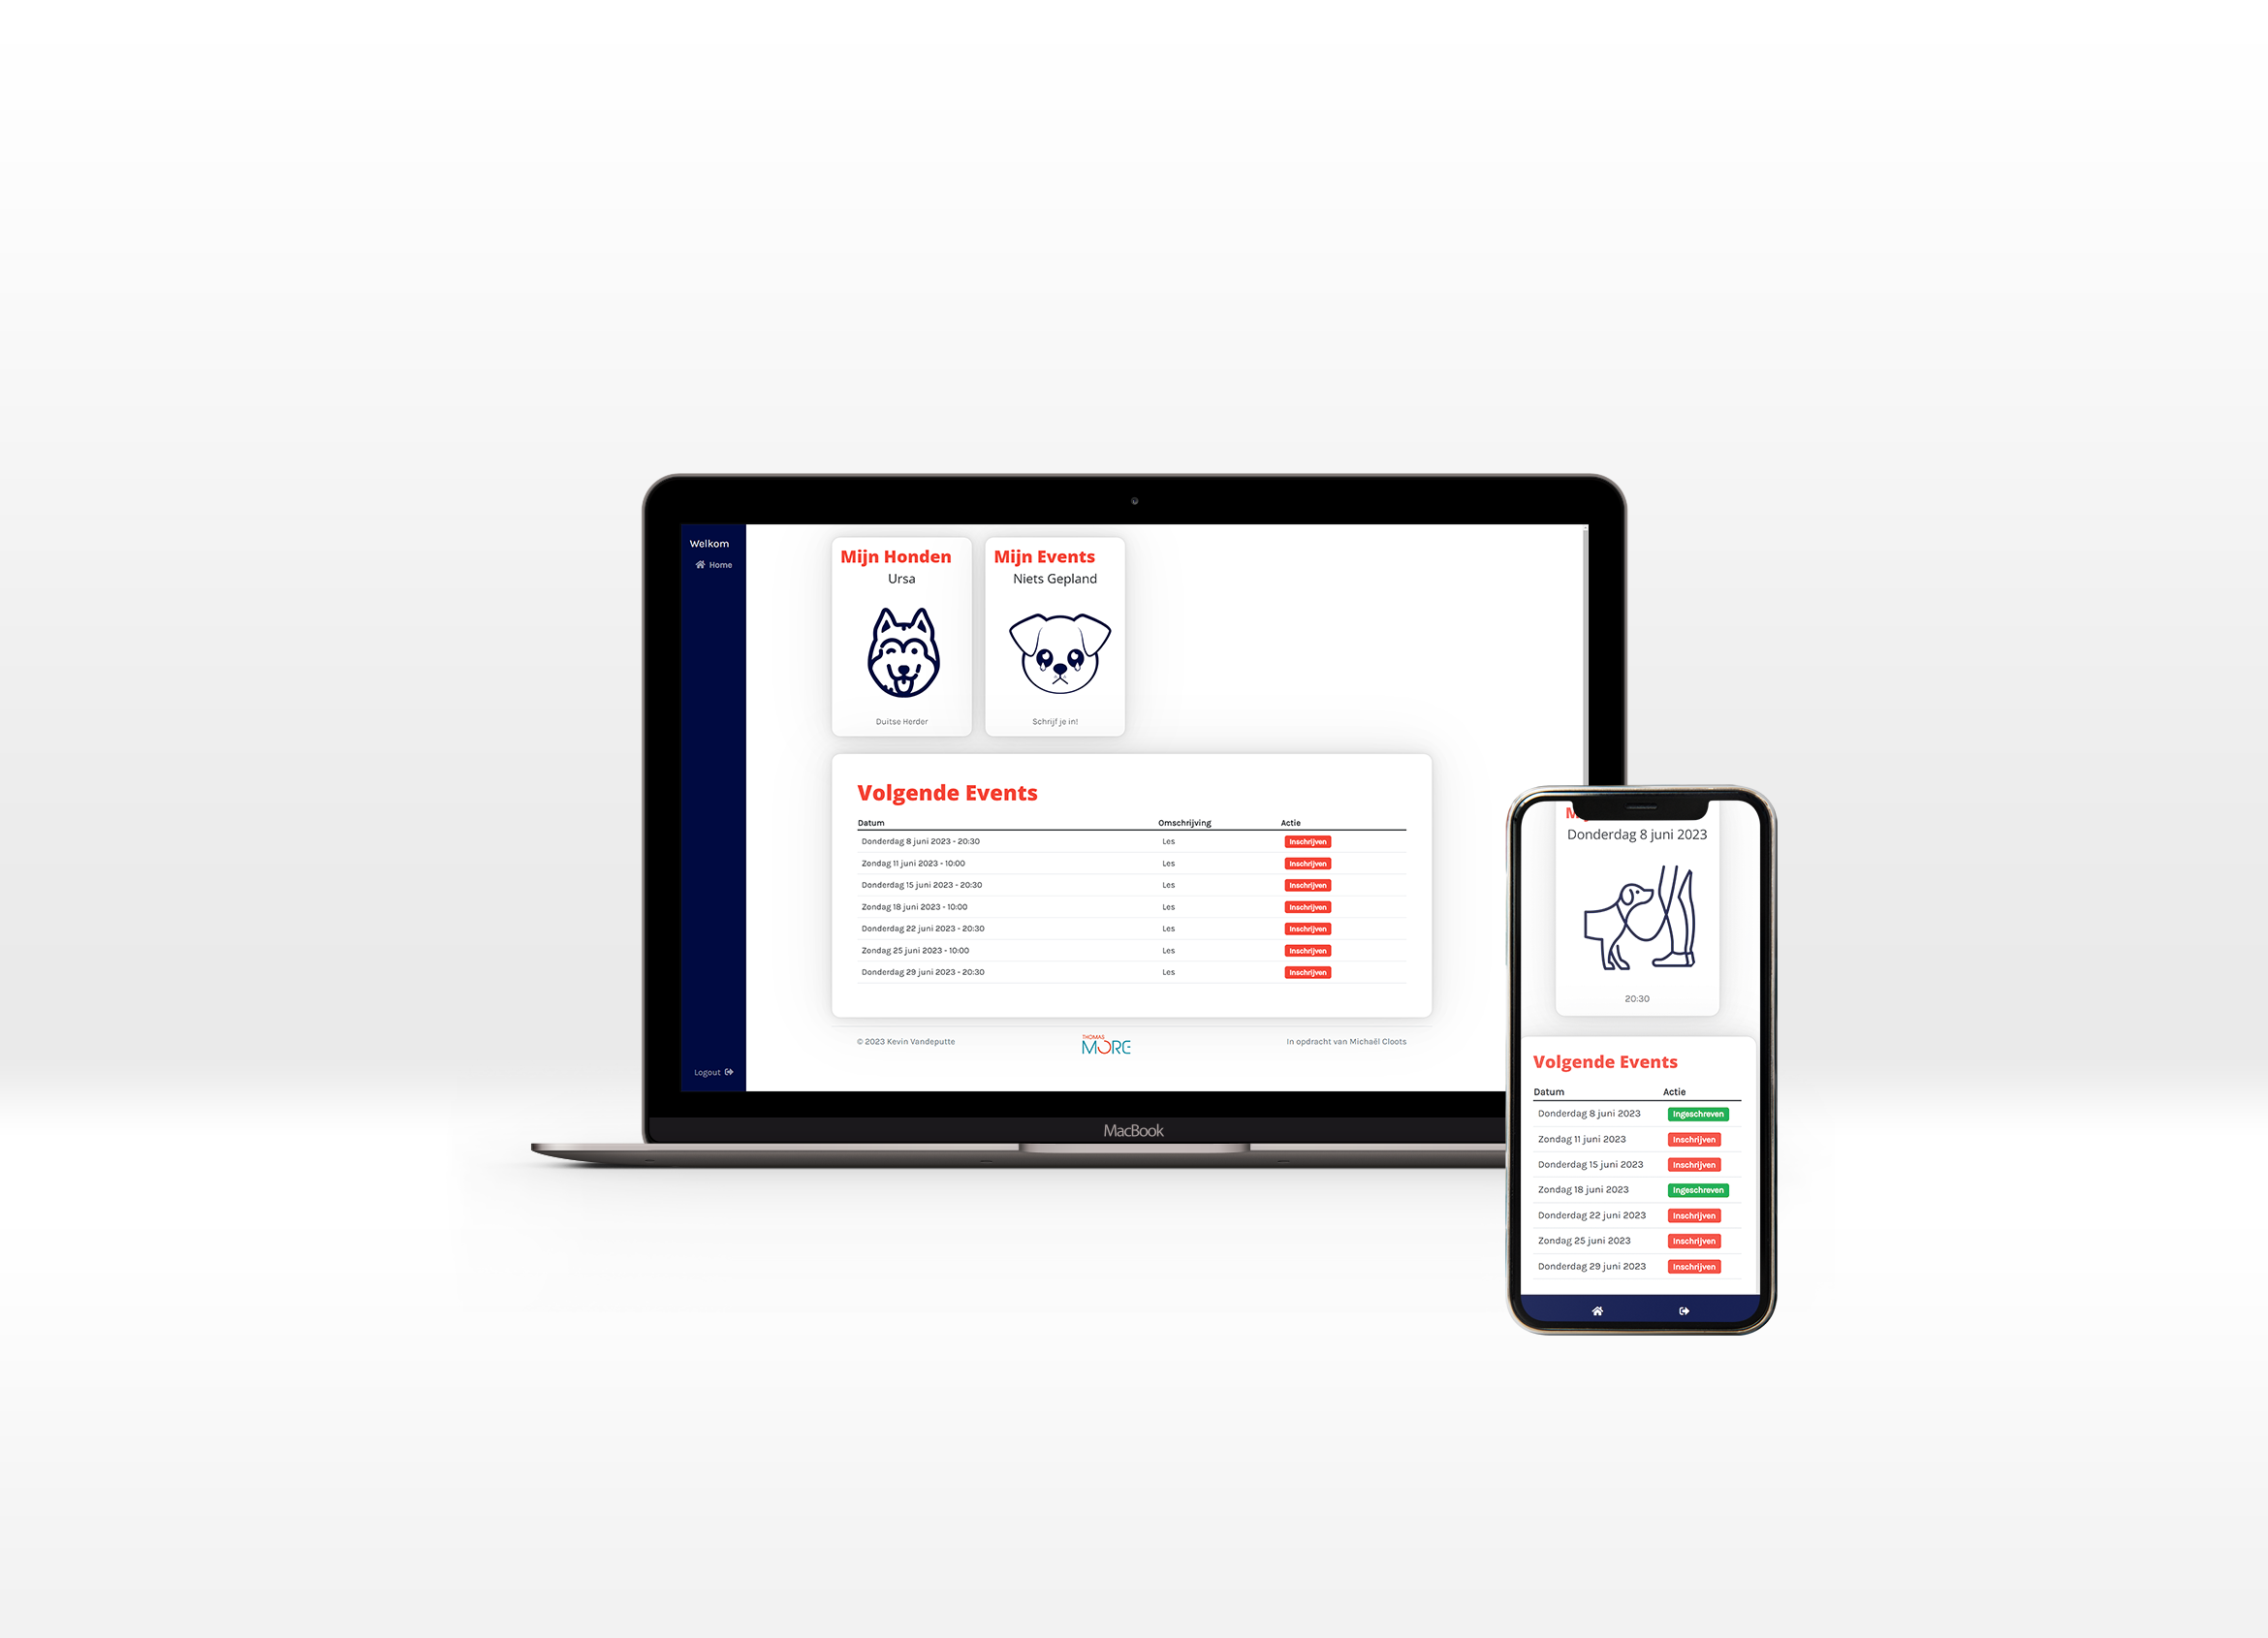 Welkom
Home
Mijn Honden
Ursa
Duitse Herder
Mijn Events
Niets Gepland
Schrijf je in!
Volgende Events
Datum Omschrijving Actie
Donderdag 8 juni 2023 - 20:30 Les Inschrijven
Zondag 11 juni 2023 - 10:00 Les Inschrijven
Donderdag 15 juni 2023 - 20:30 Les Inschrijven
Zondag 18 juni 2023 - 10:00 Les Inschrijven
Donderdag 22 juni 2023 - 20:30 Les Inschrijven
Zondag 25 juni 2023 - 10:00 Les Inschrijven
Donderdag 29 juni 2023 - 20:30 Les Inschrijven
© 2023 Kevin Vandeputte
THOMAS
MORE
In opdracht van Michaël Cloots
Logout
MacBook
Donderdag 8 juni 2023
20:30
Volgende Events
Datum Actie
Donderdag 8 juni 2023 Ingeschreven
Zondag 11 juni 2023 Inschrijven
Donderdag 15 juni 2023 Inschrijven
Zondag 18 juni 2023 Ingeschreven
Donderdag 22 juni 2023 Inschrijven
Zondag 25 juni 2023 Inschrijven
Donderdag 29 juni 2023 Inschrijven